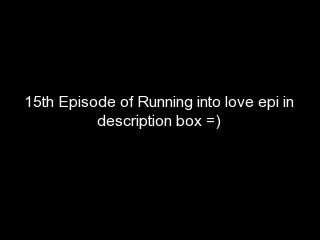 15th Episode of Running into love epi in
description box =)